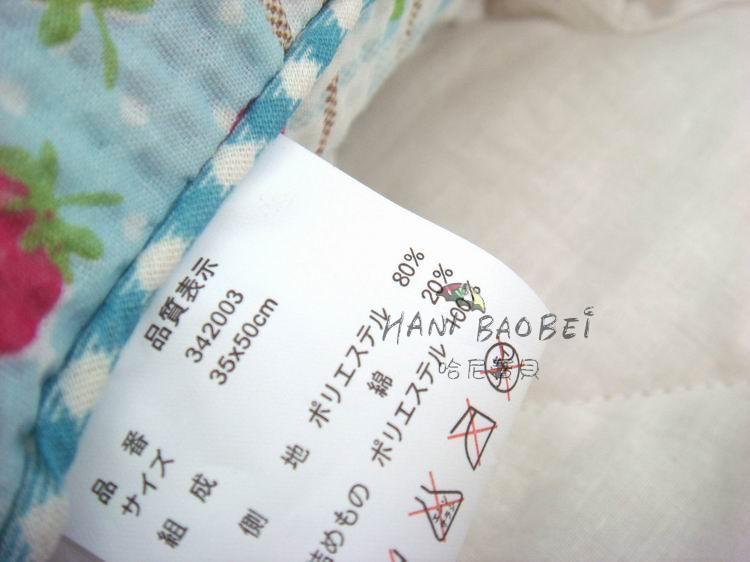 品質表示
品番 342003
サイズ 35x50cm
組成
側地 ポリエステル 80%
綿 20%
詰めもの ポリエステル 100%
HANI BAOBEI
哈尼寶贝